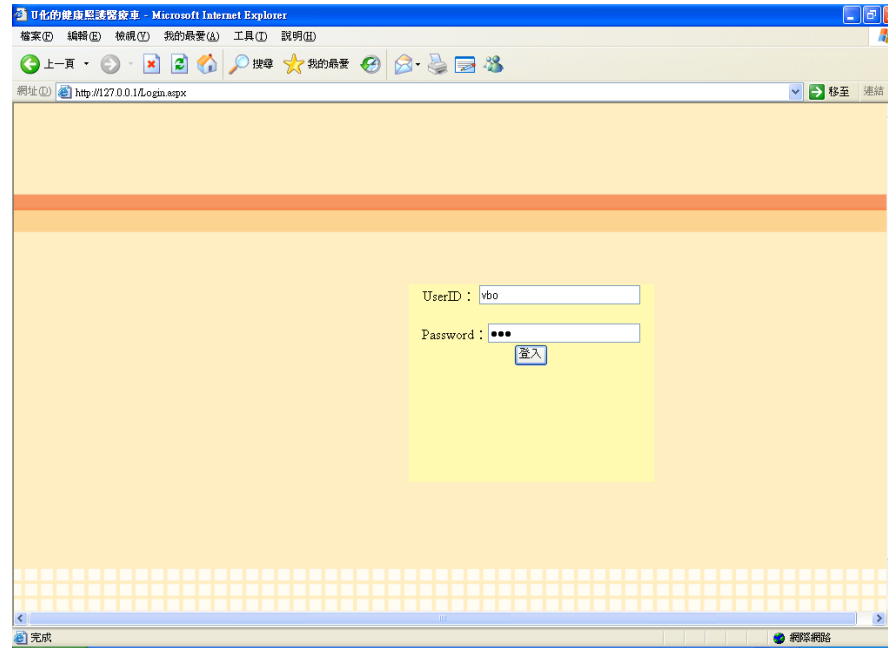 U化的健康照護醫療車 - Microsoft Internet Explorer
檔案(F) 編輯(E) 檢視(V) 我的最愛(A) 工具(T) 說明(H)
上一頁 搜尋 我的最愛
網址(D) http://127.0.0.1/Login.aspx 移至 連結
UserID： vbo
Password： •••
登入
完成 網際網路